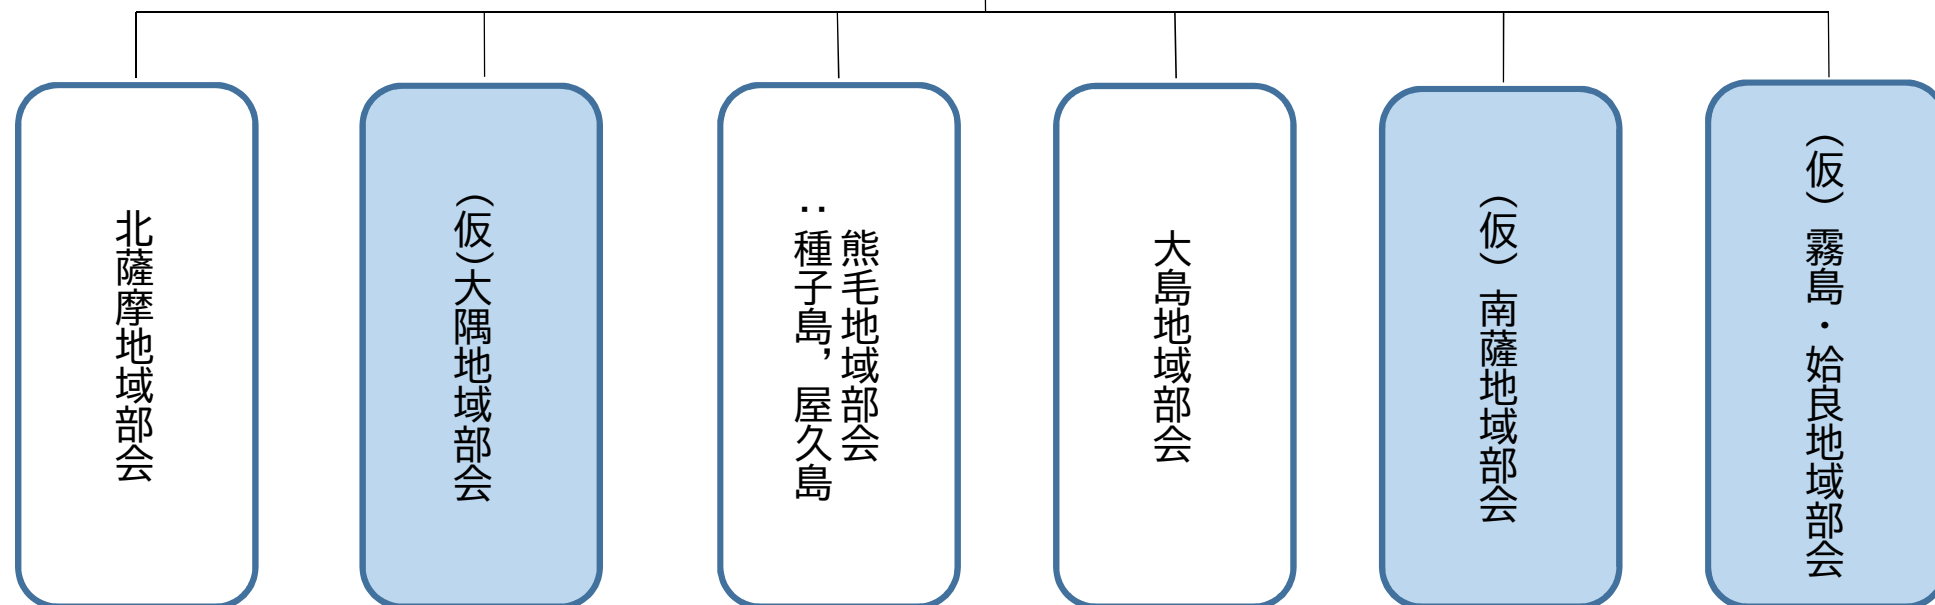 北薩摩地域部会
（仮）大隅地域部会
熊毛地域部会
：種子島，屋久島
大島地域部会
（仮）南薩地域部会
（仮）霧島・姶良地域部会